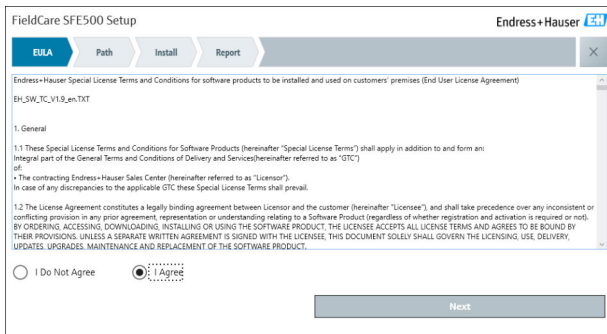 FieldCare SFE500 Setup
Endress+Hauser EH
EULA Path Install Report
Endress+Hauser Special License Terms and Conditions for software products to be installed and used on customers' premises (End User License Agreement)
EH_SW_TC_V1.9_en.TXT
1. General
1.1 These Special License Terms and Conditions for Software Products (hereinafter "Special License Terms") shall apply in addition to and form an:
Integral part of the General Terms and Conditions of Delivery and Services(hereinafter referred to as "GTC")
of:
• The contracting Endress+Hauser Sales Center (hereinafter referred to as "Licensor").
In case of any discrepancies to the applicable GTC these Special License Terms shall prevail.
1.2 The License Agreement constitutes a legally binding agreement between Licensor and the customer (hereinafter "Licensee"), and shall take precedence over any inconsistent or
conflicting provision in any prior agreement, representation or understanding relating to a Software Product (regardless of whether registration and activation is required or not).
BY ORDERING, ACCESSING, DOWNLOADING, INSTALLING OR USING THE SOFTWARE PRODUCT, THE LICENSEE ACCEPTS ALL LICENSE TERMS AND AGREES TO BE BOUND BY
THEIR PROVISIONS. UNLESS A SEPARATE WRITTEN AGREEMENT IS SIGNED WITH THE LICENSEE, THIS DOCUMENT SOLELY SHALL GOVERN THE LICENSING, USE, DELIVERY,
UPDATES, UPGRADES, MAINTENANCE AND REPLACEMENT OF THE SOFTWARE PRODUCT.
I Do Not Agree I Agree
Next